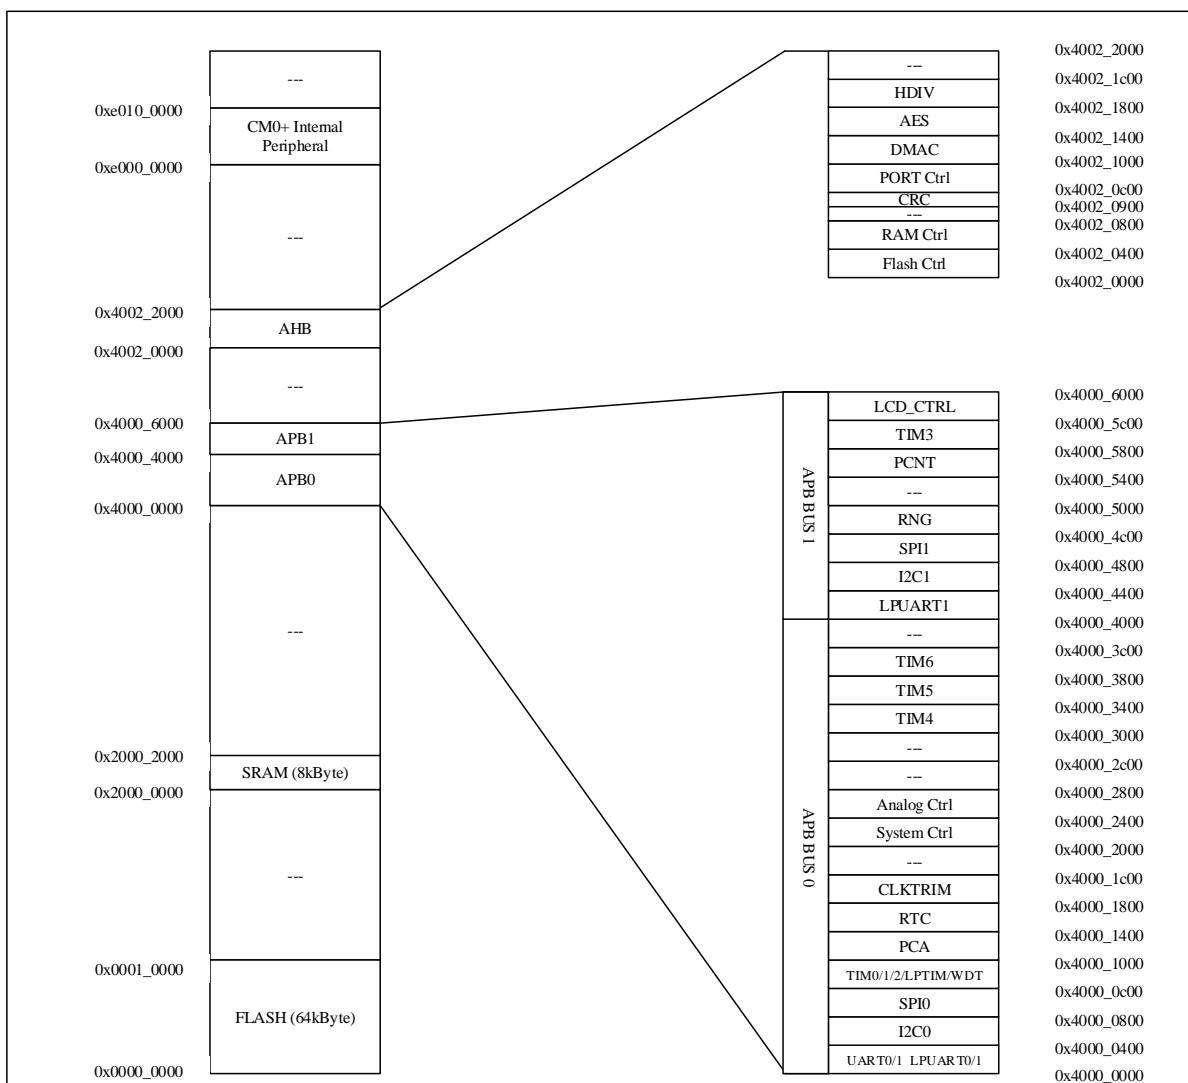 ---
0xe010_0000
CM0+ Internal
Peripheral
0xe000_0000
---
0x4002_2000
AHB
0x4002_0000
---
0x4000_6000
APB1
0x4000_4000
APB0
0x4000_0000
---
0x2000_2000
SRAM (8kByte)
0x2000_0000
---
0x0001_0000
FLASH (64kByte)
0x0000_0000
0x4002_2000
---
0x4002_1c00
HDIV
0x4002_1800
AES
0x4002_1400
DMAC
0x4002_1000
PORT Ctrl
0x4002_0c00
CRC
0x4002_0900
---
0x4002_0800
RAM Ctrl
0x4002_0400
Flash Ctrl
0x4002_0000
APB BUS 1
0x4000_6000
LCD_CTRL
0x4000_5c00
TIM3
0x4000_5800
PCNT
0x4000_5400
---
0x4000_5000
RNG
0x4000_4c00
SPI1
0x4000_4800
I2C1
0x4000_4400
LPUART1
0x4000_4000
APB BUS 0
---
0x4000_3c00
TIM6
0x4000_3800
TIM5
0x4000_3400
TIM4
0x4000_3000
---
0x4000_2c00
---
0x4000_2800
Analog Ctrl
0x4000_2400
System Ctrl
0x4000_2000
---
0x4000_1c00
CLKTRIM
0x4000_1800
RTC
0x4000_1400
PCA
0x4000_1000
TIM0/1/2/LPTIM/WDT
0x4000_0c00
SPI0
0x4000_0800
I2C0
0x4000_0400
UART0/1 LPUART0/1
0x4000_0000